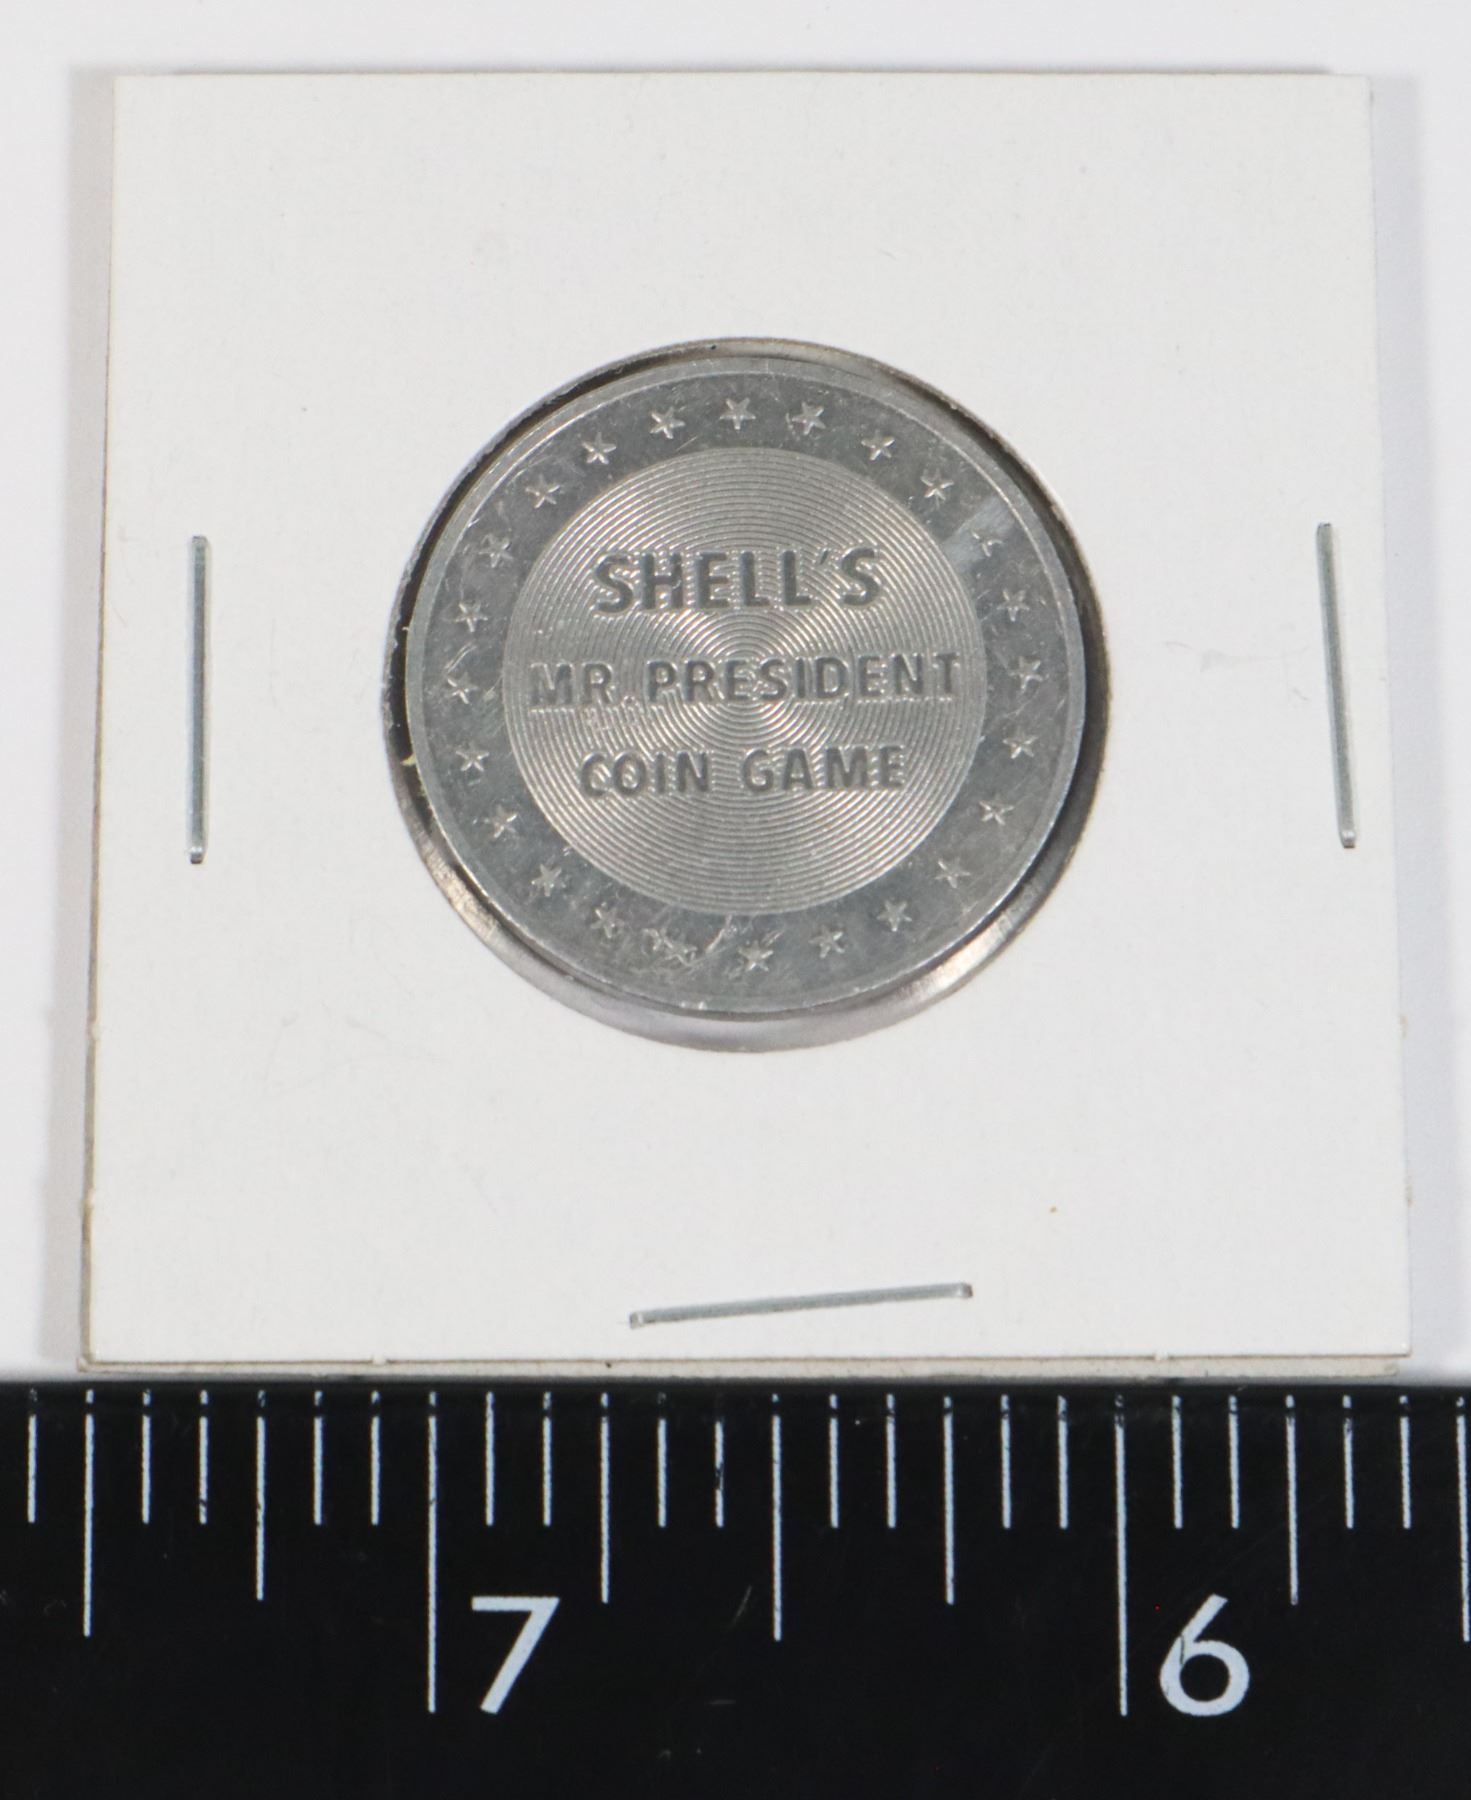 SHELL'S
MR. PRESIDENT
COIN GAME
7 6